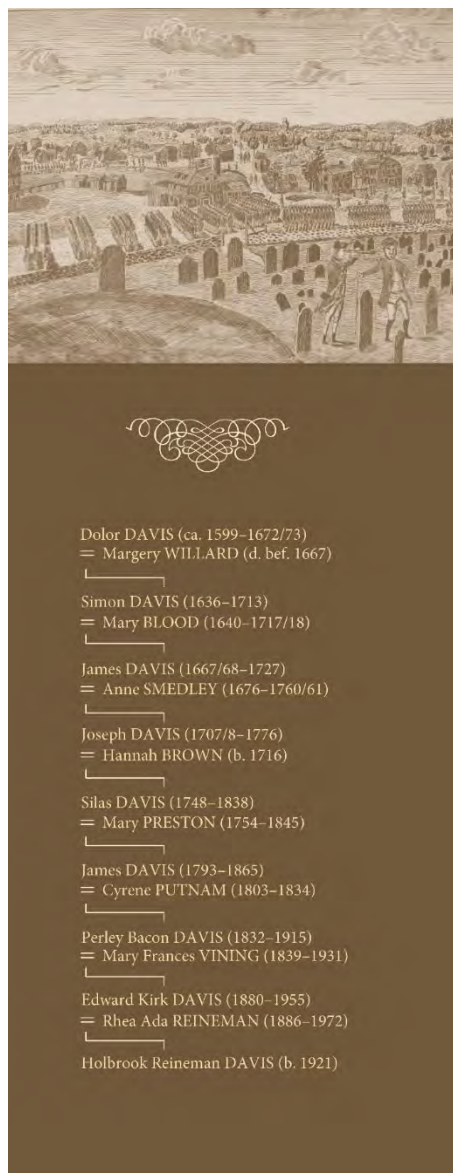 Dolor DAVIS (ca. 1599–1672/73)
= Margery WILLARD (d. bef. 1667)
Simon DAVIS (1636–1713)
= Mary BLOOD (1640–1717/18)
James DAVIS (1667/68–1727)
= Anne SMEDLEY (1676–1760/61)
Joseph DAVIS (1707/8–1776)
= Hannah BROWN (b. 1716)
Silas DAVIS (1748–1838)
= Mary PRESTON (1754–1845)
James DAVIS (1793–1865)
= Cyrene PUTNAM (1803–1834)
Perley Bacon DAVIS (1832–1915)
= Mary Frances VINING (1839–1931)
Edward Kirk DAVIS (1880–1955)
= Rhea Ada REINEMAN (1886–1972)
Holbrook Reineman DAVIS (b. 1921)